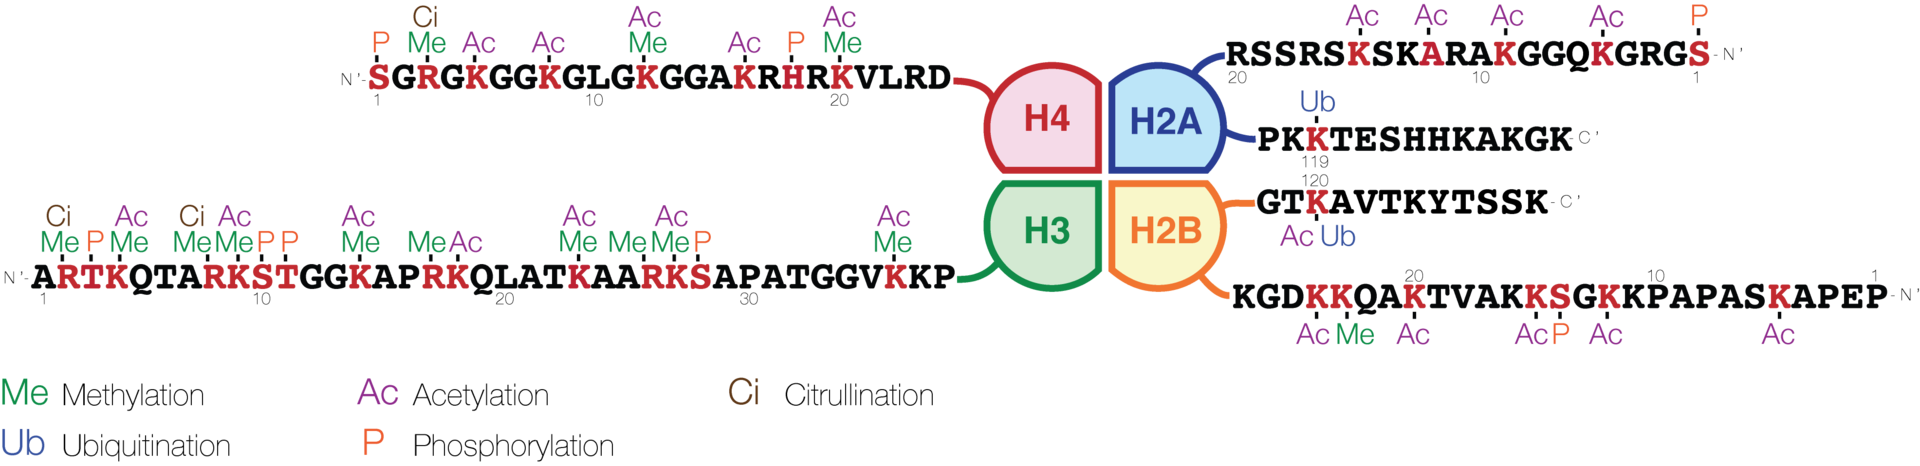 Ci Ac Ac
P Me Ac Ac Me Ac P Me
N'-SGRGKGGKGLGKGGAKRHRKVLRD
1 10 20
Ac Ac Ac Ac P
RSSRSKSKARAKGGQKGRGS-N'
20 10 1
H4 H2A
Ub
PKKTESHHKAKGK-C'
119
120
GTKAVTKYTSSK-C'
Ac Ub
H3 H2B
Ci Ac Ci Ac Ac Ac Ac Ac
Me P Me Me Me P P Me Me Ac Me Me Me P Me
N'-ARTKQTARKSTGGKAPRKQLATKAARKSAPATGGVKKP
1 10 20 30
20 10 1
KGDKKQAKTVAKKSGKKPAPASKAPEP-N'
Ac Me Ac Ac P Ac Ac
Me Methylation Ac Acetylation Ci Citrullination
Ub Ubiquitination P Phosphorylation